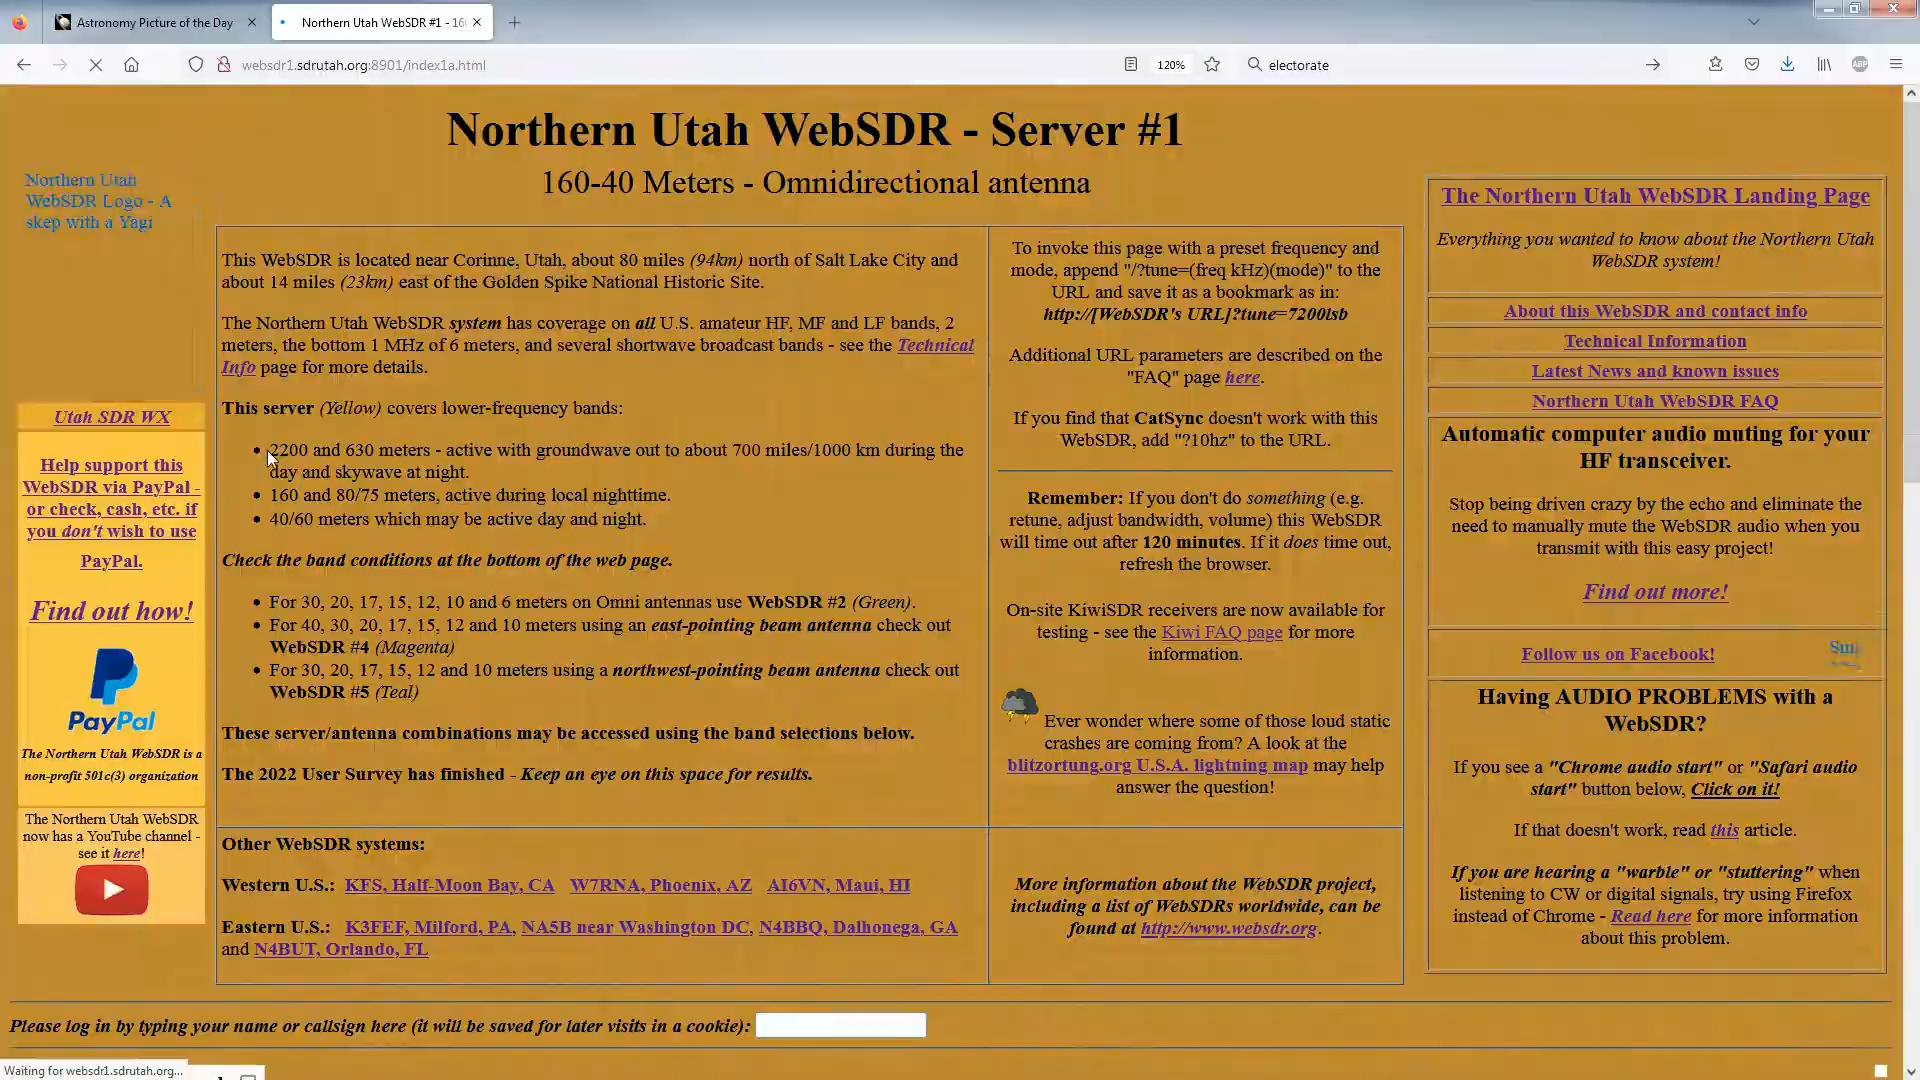 Astronomy Picture of the Day
Northern Utah WebSDR #1 - 16
websdr1.sdrutah.org:8901/index1a.html
120%
electorate
ABP
Northern Utah WebSDR - Server #1
160-40 Meters - Omnidirectional antenna
Northern Utah
WebSDR Logo - A
skep with a Yagi
Utah SDR WX
Help support this
WebSDR via PayPal -
or check, cash, etc. if
you don't wish to use
PayPal.
Find out how!
PayPal
The Northern Utah WebSDR is a
non-profit 501c(3) organization
The Northern Utah WebSDR
now has a YouTube channel -
see it here!
This WebSDR is located near Corinne, Utah, about 80 miles (94km) north of Salt Lake City and
about 14 miles (23km) east of the Golden Spike National Historic Site.
The Northern Utah WebSDR system has coverage on all U.S. amateur HF, MF and LF bands, 2
meters, the bottom 1 MHz of 6 meters, and several shortwave broadcast bands - see the Technical
Info page for more details.
This server (Yellow) covers lower-frequency bands:
• 2200 and 630 meters - active with groundwave out to about 700 miles/1000 km during the
day and skywave at night.
• 160 and 80/75 meters, active during local nighttime.
• 40/60 meters which may be active day and night.
Check the band conditions at the bottom of the web page.
• For 30, 20, 17, 15, 12, 10 and 6 meters on Omni antennas use WebSDR #2 (Green).
• For 40, 30, 20, 17, 15, 12 and 10 meters using an east-pointing beam antenna check out
WebSDR #4 (Magenta)
• For 30, 20, 17, 15, 12 and 10 meters using a northwest-pointing beam antenna check out
WebSDR #5 (Teal)
These server/antenna combinations may be accessed using the band selections below.
The 2022 User Survey has finished - Keep an eye on this space for results.
To invoke this page with a preset frequency and
mode, append "/?tune=(freq kHz)(mode)" to the
URL and save it as a bookmark as in:
http://[WebSDR's URL]?tune=7200lsb
Additional URL parameters are described on the
"FAQ" page here.
If you find that CatSync doesn't work with this
WebSDR, add "?10hz" to the URL.
Remember: If you don't do something (e.g.
retune, adjust bandwidth, volume) this WebSDR
will time out after 120 minutes. If it does time out,
refresh the browser.
On-site KiwiSDR receivers are now available for
testing - see the Kiwi FAQ page for more
information.
Ever wonder where some of those loud static
crashes are coming from? A look at the
blitzortung.org U.S.A. lightning map may help
answer the question!
Other WebSDR systems:
Western U.S.: KFS, Half-Moon Bay, CA W7RNA, Phoenix, AZ AI6VN, Maui, HI
Eastern U.S.: K3FEF, Milford, PA, NA5B near Washington DC, N4BBQ, Dalhonega, GA
and N4BUT, Orlando, FL
More information about the WebSDR project,
including a list of WebSDRs worldwide, can be
found at http://www.websdr.org.
The Northern Utah WebSDR Landing Page
Everything you wanted to know about the Northern Utah
WebSDR system!
About this WebSDR and contact info
Technical Information
Latest News and known issues
Northern Utah WebSDR FAQ
Automatic computer audio muting for your
HF transceiver.
Stop being driven crazy by the echo and eliminate the
need to manually mute the WebSDR audio when you
transmit with this easy project!
Find out more!
Follow us on Facebook!
Having AUDIO PROBLEMS with a
WebSDR?
If you see a "Chrome audio start" or "Safari audio
start" button below, Click on it!
If that doesn't work, read this article.
If you are hearing a "warble" or "stuttering" when
listening to CW or digital signals, try using Firefox
instead of Chrome - Read here for more information
about this problem.
Please log in by typing your name or callsign here (it will be saved for later visits in a cookie):
Waiting for websdr1.sdrutah.org...